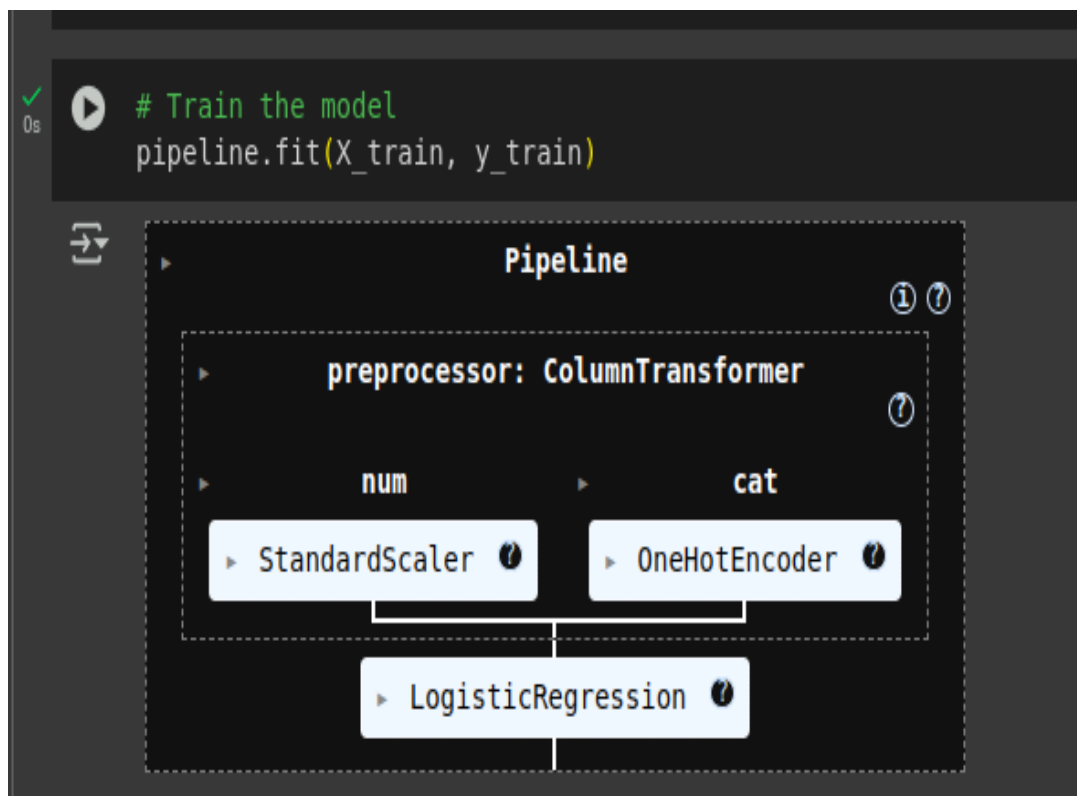 # Train the model
0s
pipeline.fit(X_train, y_train)
Pipeline
i ?
preprocessor: ColumnTransformer
?
num cat
StandardScaler ? OneHotEncoder ?
LogisticRegression ?